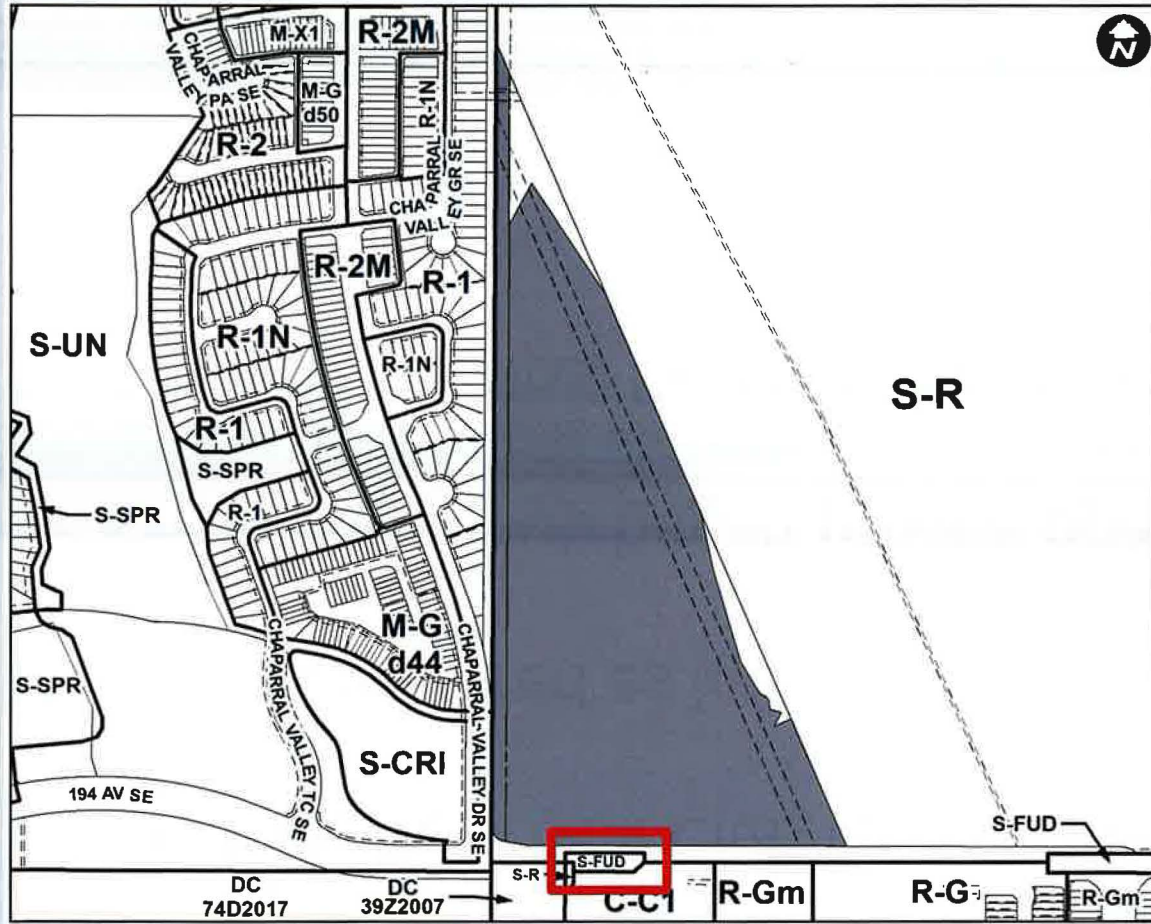 N
M-X1
R-2M
CHAPARRAL
VALLEY
PA SE
M-G
d50
R-1N
R-2
CHAPARRAL
VALLEY GR SE
R-2M
R-1
S-UN
R-1N
R-1N
S-R
R-1
S-SPR
S-SPR
R-1
M-G
d44
CHAPARRAL VALLEY TC SE
CHAPARRAL VALLEY DR SE
S-SPR
S-CRI
194 AV SE
S-FUD
S-R
S-FUD
DC
74D2017
DC
39Z2007
C-C1
R-Gm
R-G
R-Gm